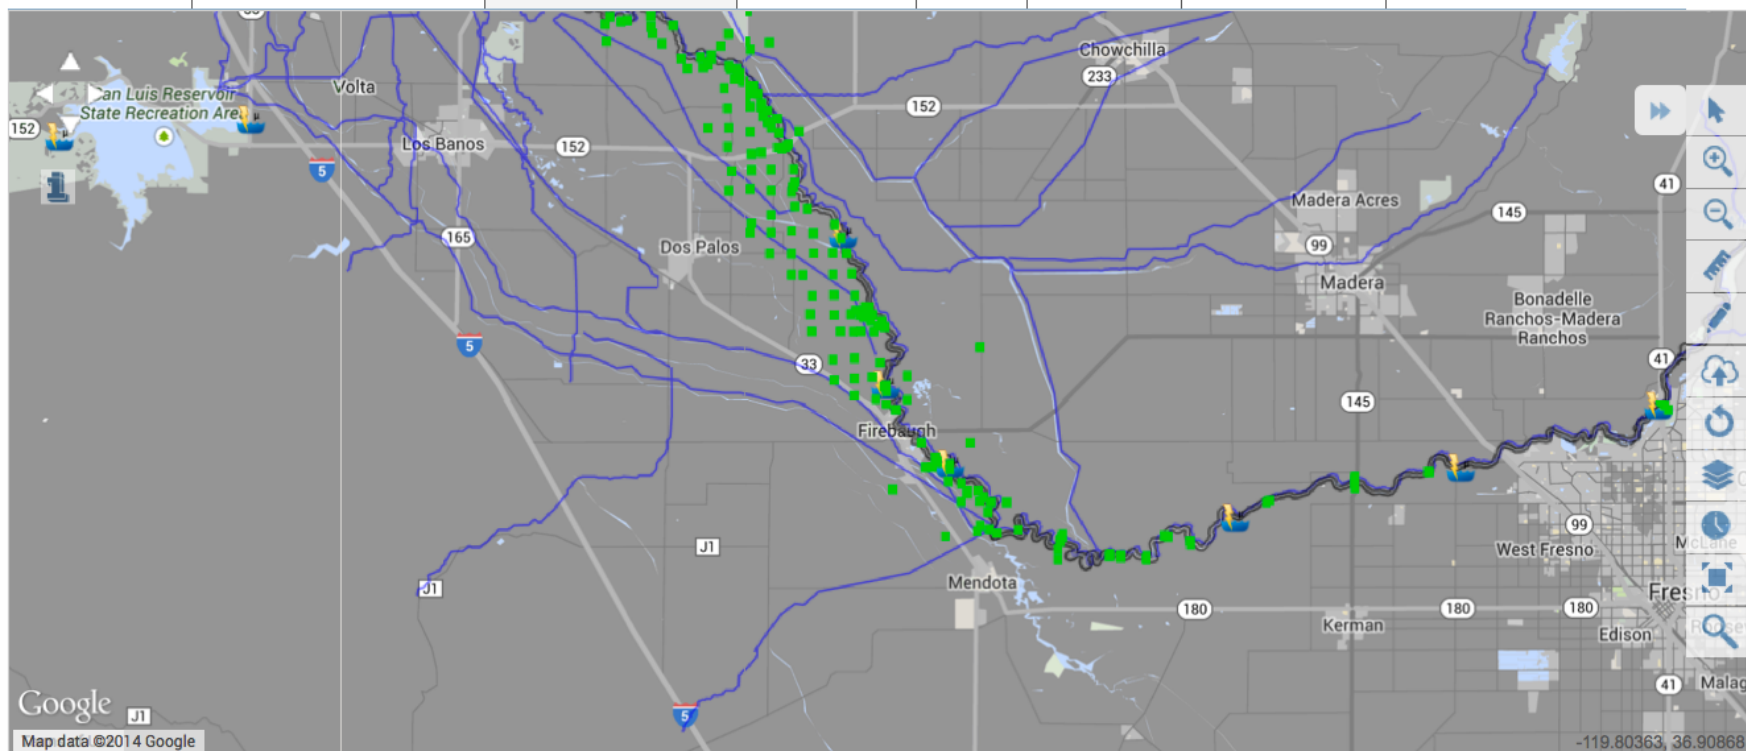 Chowchilla
233
Volta
San Luis Reservoir
State Recreation Area
152
152
Los Banos
152
5
41
Madera Acres
145
165
Dos Palos
99
Madera
Bonadelle
Ranchos-Madera
Ranchos
5
33
41
145
Firebaugh
99
J1
West Fresno
McLane
Mendota
J1
180
180
180
Fresno
Kerman
Edison
41
Malag
Google
J1
5
Map data ©2014 Google
-119.80363, 36.90868